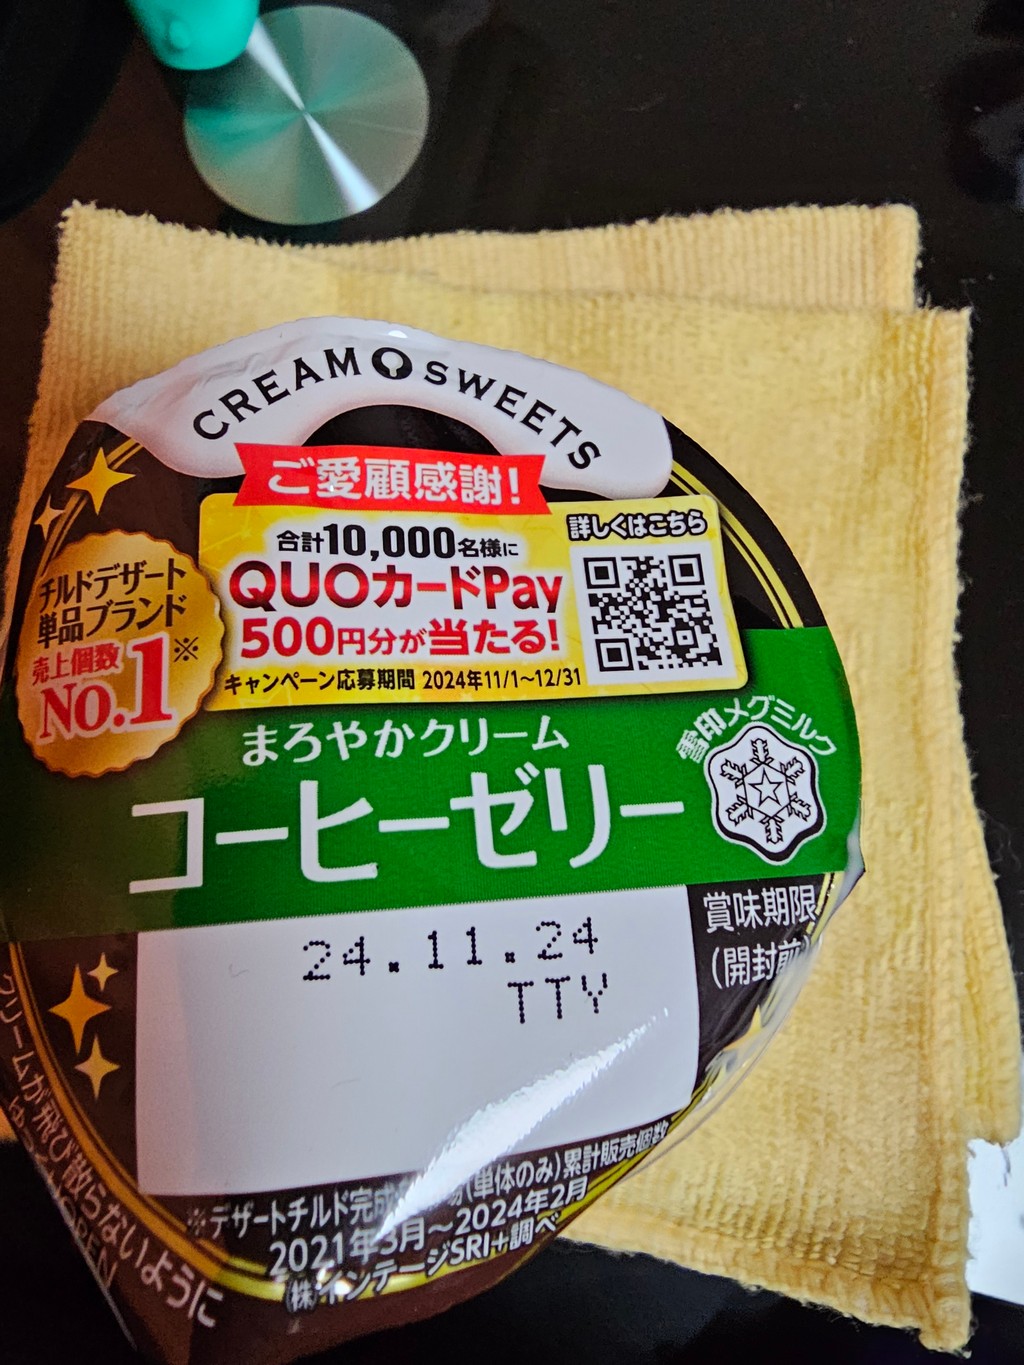 CREAM SWEETS
ご愛顧感謝!
合計10,000名様に
QUOカードPay
500円分が当たる!
キャンペーン応募期間 2024年11/1~12/31
詳しくはこちら
チルドデザート
単品ブランド
売上個数
No.1※
まろやかクリーム
コーヒーゼリー
雪印メグミルク
賞味期限
(開封前)
24.11.24
TTY
※デザートチルド完成 (単体のみ)累計販売個数
2021年3月~2024年2月
(株)インテージSRI+調べ
クリームが飛び散らないように
OPEN